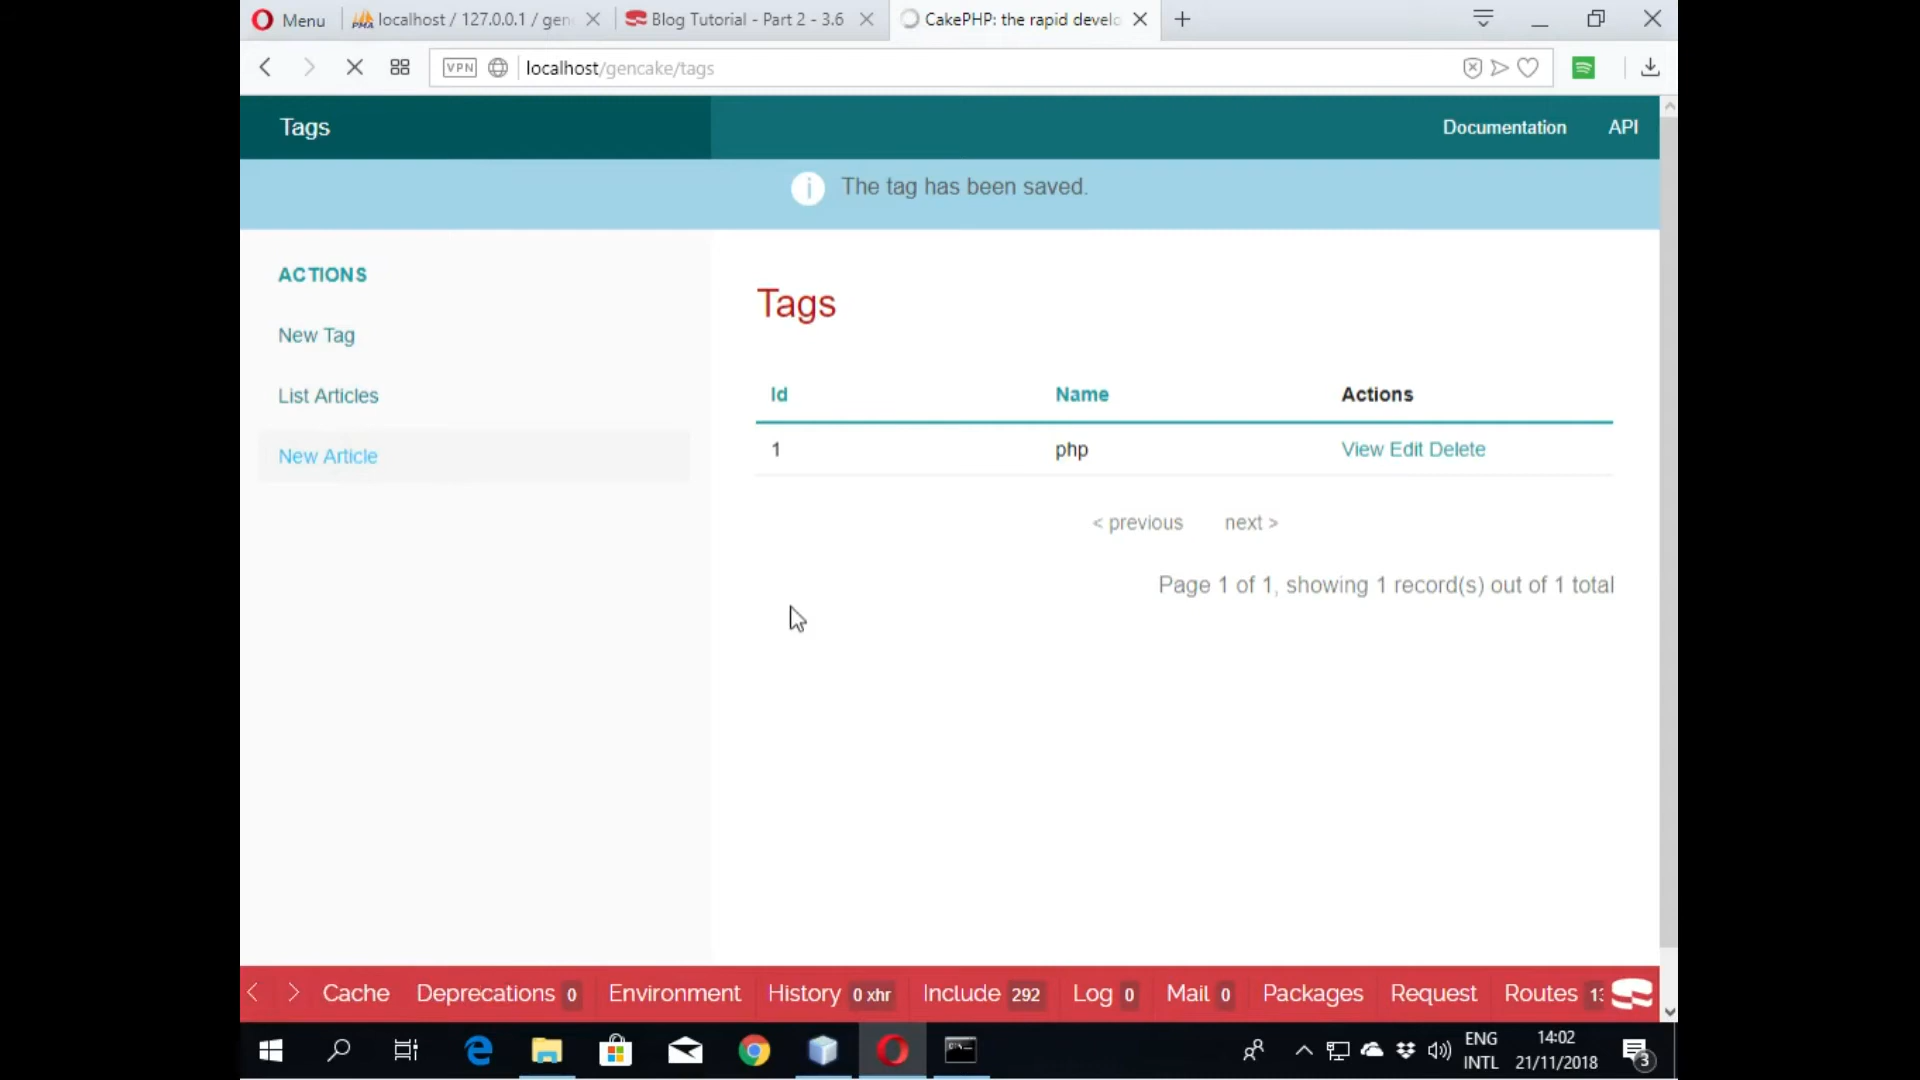 Menu
localhost / 127.0.0.1 / gen
Blog Tutorial - Part 2 - 3.6
CakePHP: the rapid develo
VPN
localhost/gencake/tags
Tags
Documentation
API
The tag has been saved.
ACTIONS
New Tag
List Articles
New Article
Tags
Id Name Actions
1 php View Edit Delete
< previous next >
Page 1 of 1, showing 1 record(s) out of 1 total
Cache Deprecations 0 Environment History 0 xhr Include 292 Log 0 Mail 0 Packages Request Routes
ENG
INTL
14:02
21/11/2018
3